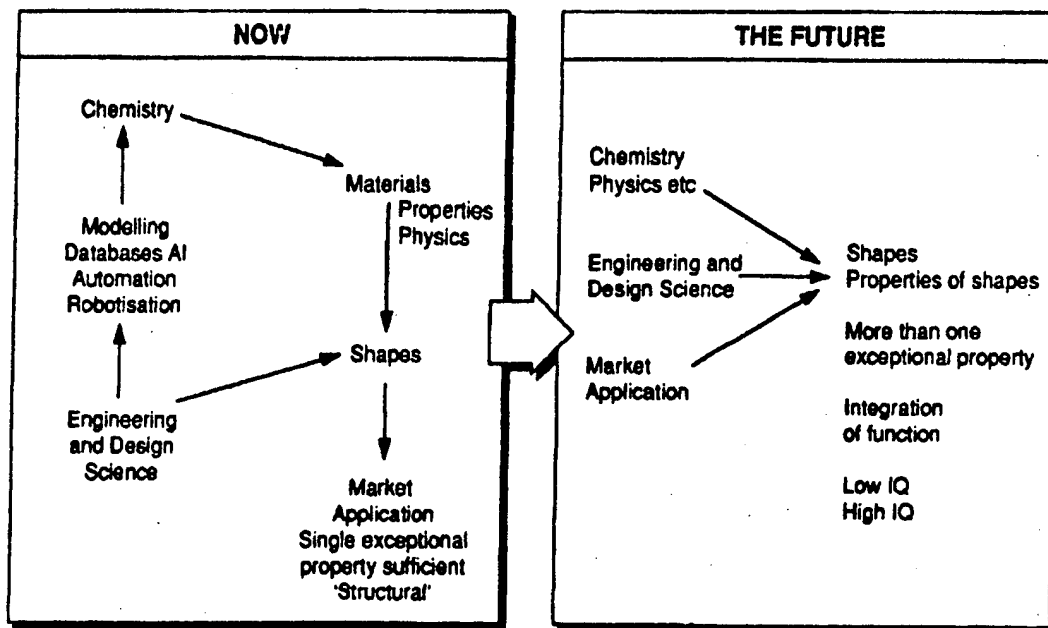 NOW
Chemistry
Materials
Properties
Physics
Modelling
Databases AI
Automation
Robotisation
Shapes
Engineering
and Design
Science
Market
Application
Single exceptional
property sufficient
'Structural'
THE FUTURE
Chemistry
Physics etc
Engineering and
Design Science
Market
Application
Shapes
Properties of shapes
More than one
exceptional property
Integration
of function
Low IQ
High IQ